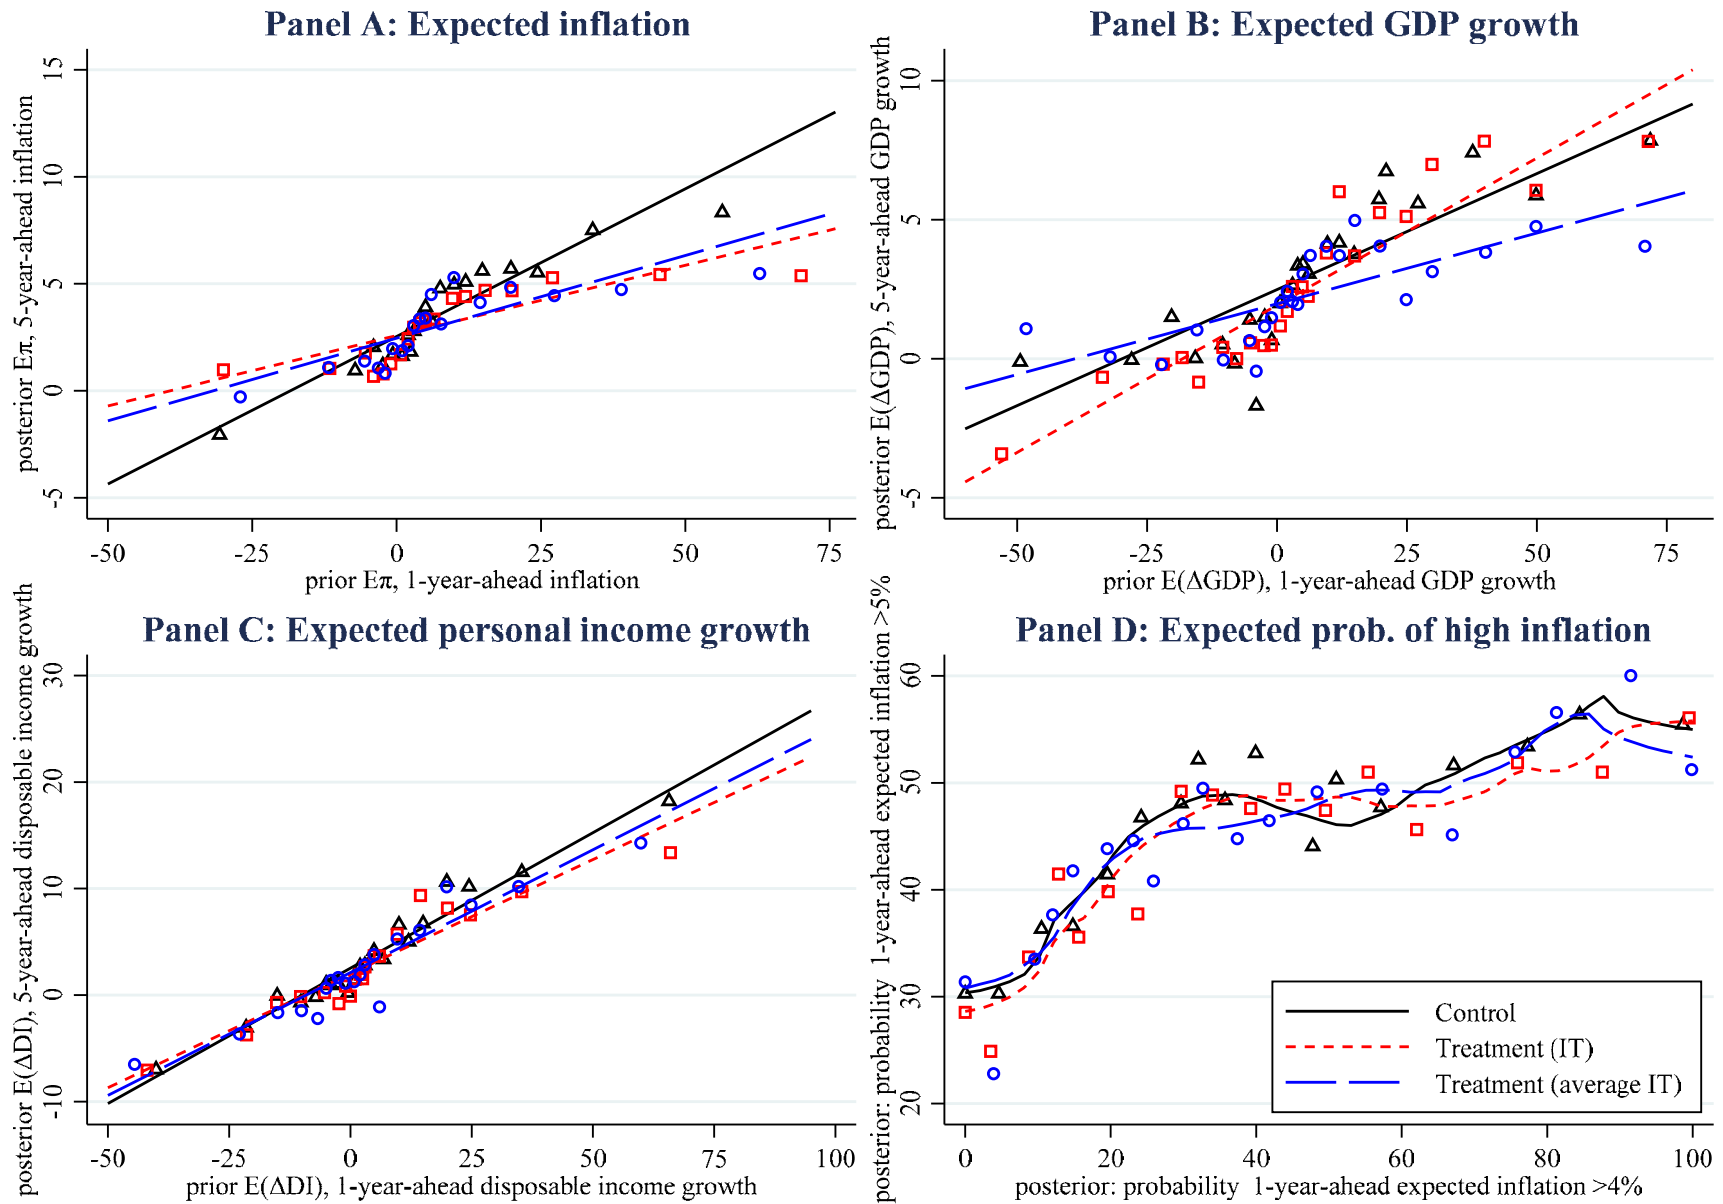 Panel A: Expected inflation
posterior Eπ, 5-year-ahead inflation
15
10
5
0
-5
-50
-25
0
25
50
75
prior Eπ, 1-year-ahead inflation
Panel B: Expected GDP growth
posterior E(ΔGDP), 5-year-ahead GDP growth
10
5
0
-5
-50
-25
0
25
50
75
prior E(ΔGDP), 1-year-ahead GDP growth
Panel C: Expected personal income growth
posterior E(ΔDI), 5-year-ahead disposable income growth
30
20
10
0
-10
-50
-25
0
25
50
75
100
prior E(ΔDI), 1-year-ahead disposable income growth
Panel D: Expected prob. of high inflation
posterior: probability 1-year-ahead expected inflation >5%
60
50
40
30
20
0
20
40
60
80
100
posterior: probability 1-year-ahead expected inflation >4%
Control
Treatment (IT)
Treatment (average IT)